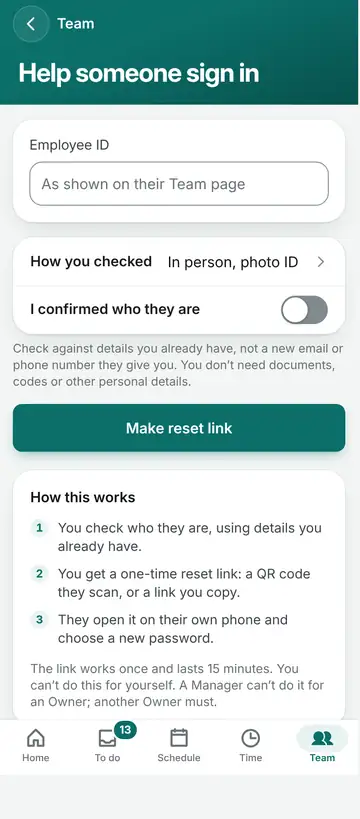 Team
Help someone sign in
Employee ID
As shown on their Team page
How you checked In person, photo ID
I confirmed who they are
Check against details you already have, not a new email or
phone number they give you. You don’t need documents,
codes or other personal details.
Make reset link
How this works
1 You check who they are, using details you
already have.
2 You get a one-time reset link: a QR code
they scan, or a link you copy.
3 They open it on their own phone and
choose a new password.
The link works once and lasts 15 minutes. You
can’t do this for yourself. A Manager can’t do it for
an Owner; another Owner must.
13
Home To do Schedule Time Team